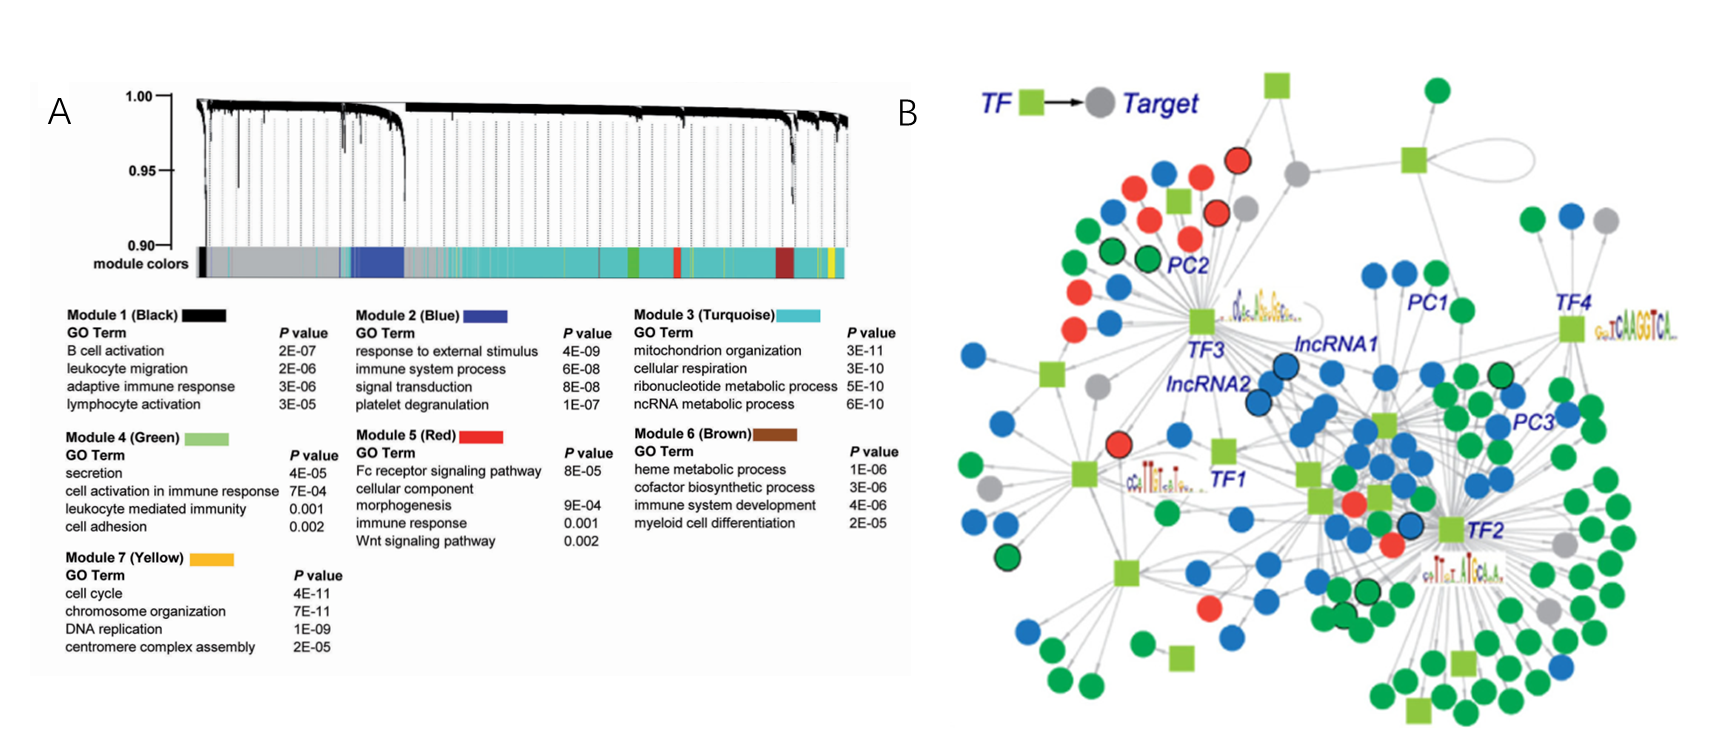 A
1.00
0.95
0.90
module colors
Module 1 (Black)
GO Term P value
B cell activation 2E-07
leukocyte migration 2E-06
adaptive immune response 3E-06
lymphocyte activation 3E-05
Module 2 (Blue)
GO Term P value
response to external stimulus 4E-09
immune system process 6E-08
signal transduction 8E-08
platelet degranulation 1E-07
Module 3 (Turquoise)
GO Term P value
mitochondrion organization 3E-11
cellular respiration 3E-10
ribonucleotide metabolic process 5E-10
ncRNA metabolic process 6E-10
Module 4 (Green)
GO Term P value
secretion 4E-05
cell activation in immune response 7E-04
leukocyte mediated immunity 0.001
cell adhesion 0.002
Module 5 (Red)
GO Term P value
Fc receptor signaling pathway 8E-05
cellular component
morphogenesis 9E-04
immune response 0.001
Wnt signaling pathway 0.002
Module 6 (Brown)
GO Term P value
heme metabolic process 1E-06
cofactor biosynthetic process 3E-06
immune system development 4E-06
myeloid cell differentiation 2E-05
Module 7 (Yellow)
GO Term P value
cell cycle 4E-11
chromosome organization 7E-11
DNA replication 1E-09
centromere complex assembly 2E-05
B
TF Target
PC2
PC1
TF4
TCAAGGTCA
TF3
lncRNA1
lncRNA2
PC3
TF1
TF2